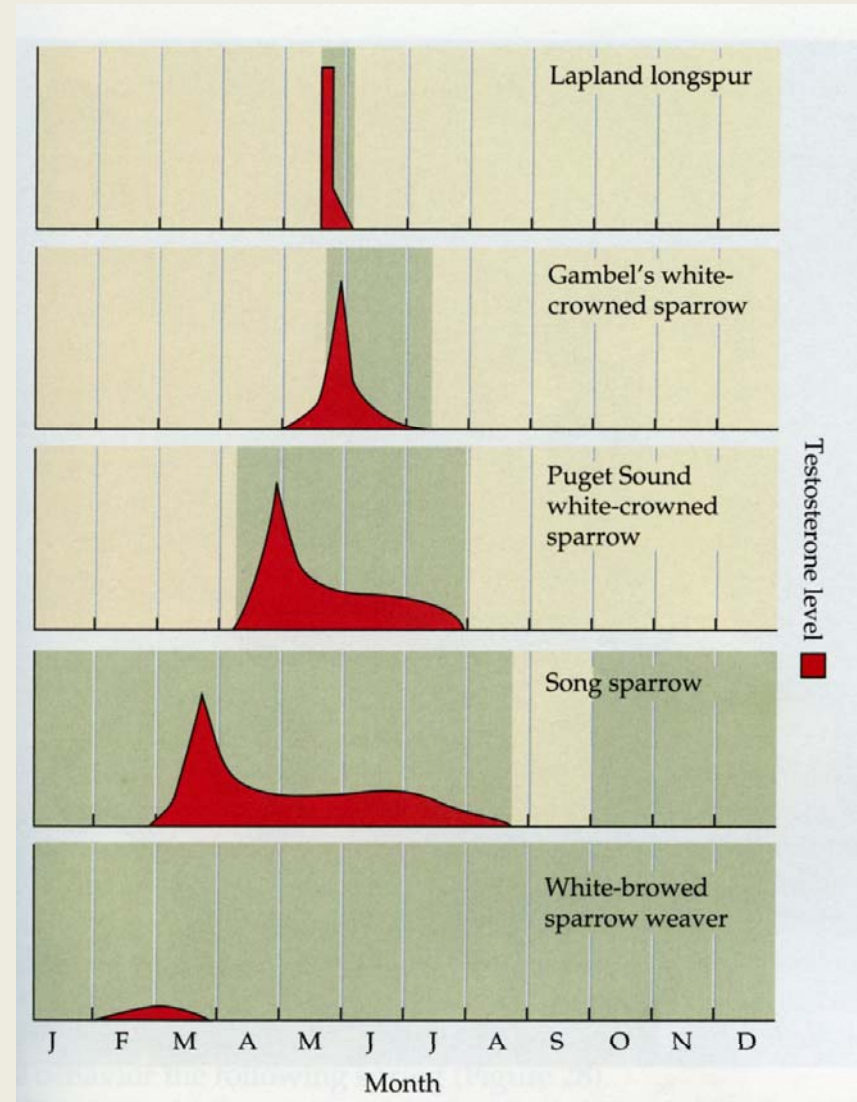 Lapland longspur
Gambel's white-
crowned sparrow
Puget Sound
white-crowned
sparrow
Song sparrow
White-browed
sparrow weaver
Testosterone level
J F M A M J J A S O N D
Month